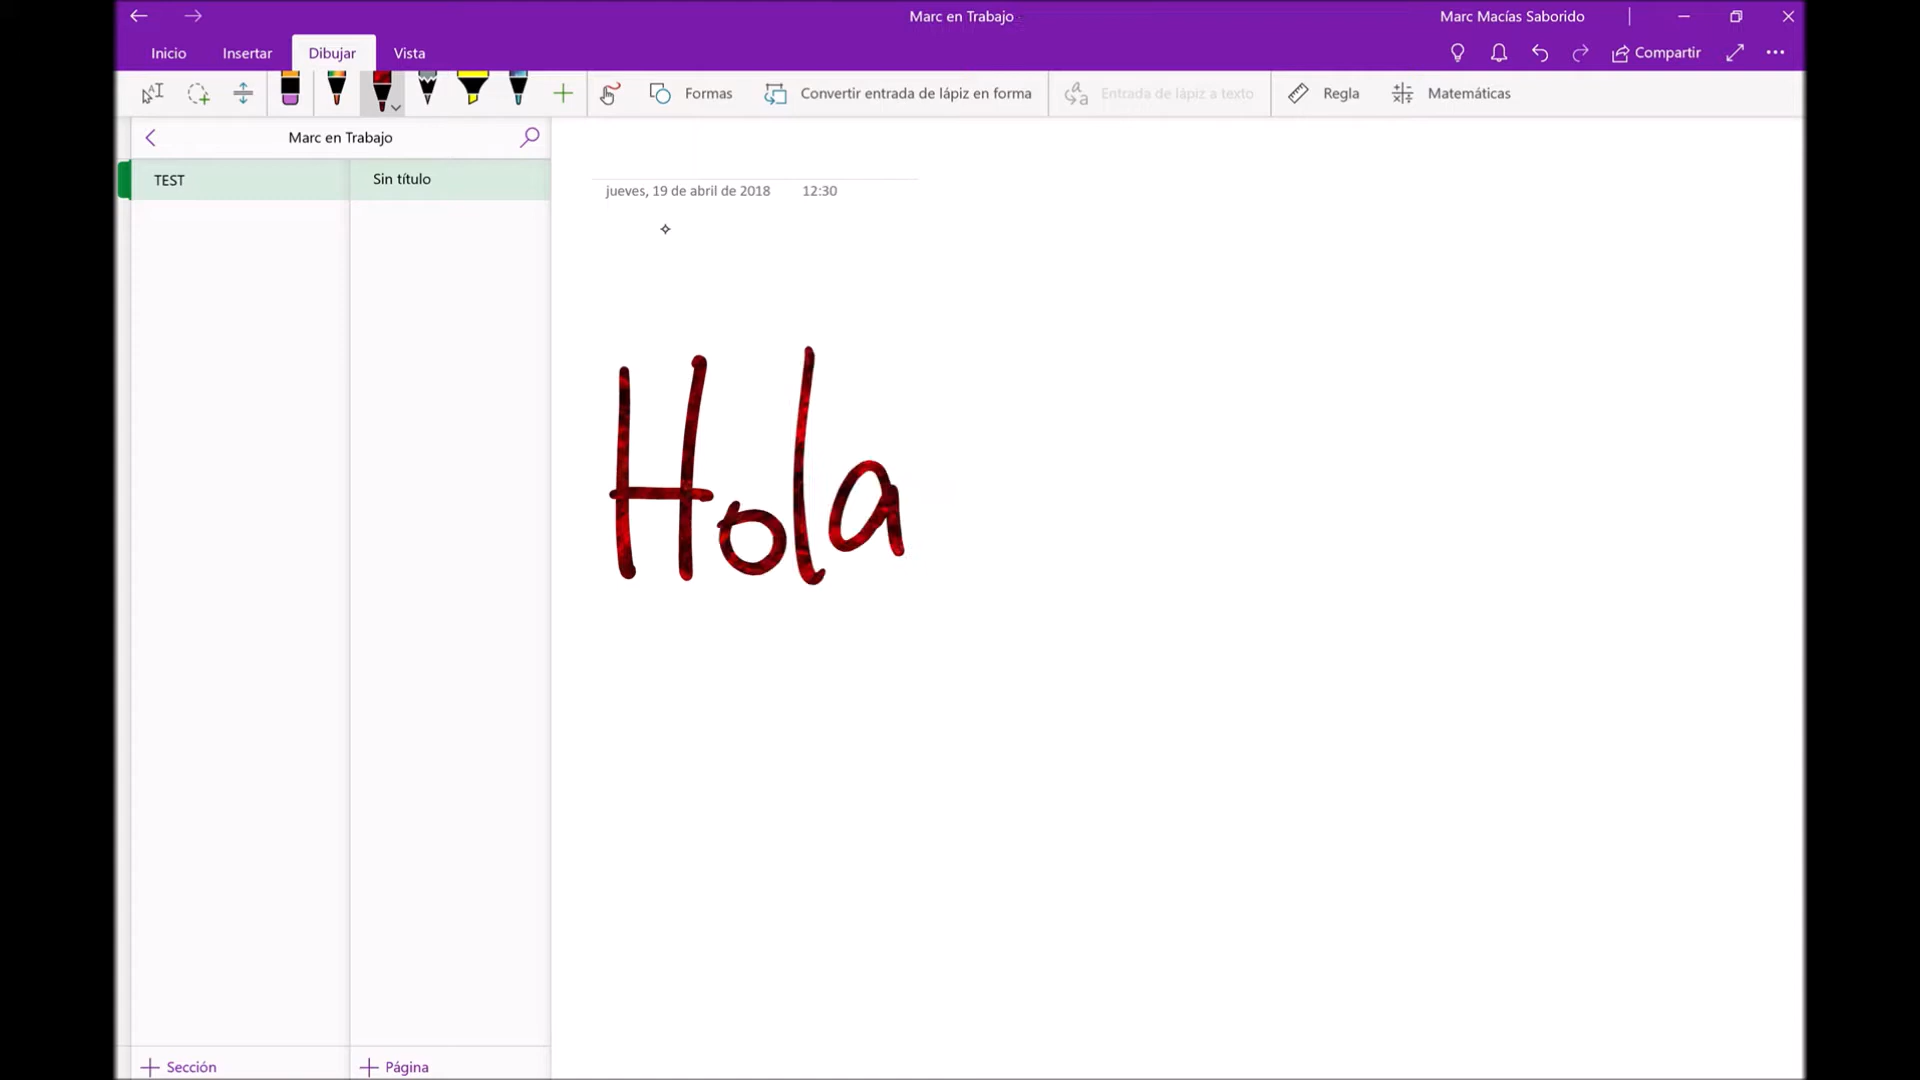 Marc en Trabajo
Marc Macías Saborido
Inicio
Insertar
Dibujar
Vista
Compartir
Formas
Convertir entrada de lápiz en forma
Entrada de lápiz a texto
Regla
Matemáticas
Marc en Trabajo
TEST
Sin título
jueves, 19 de abril de 2018 12:30
Hola
Sección
Página